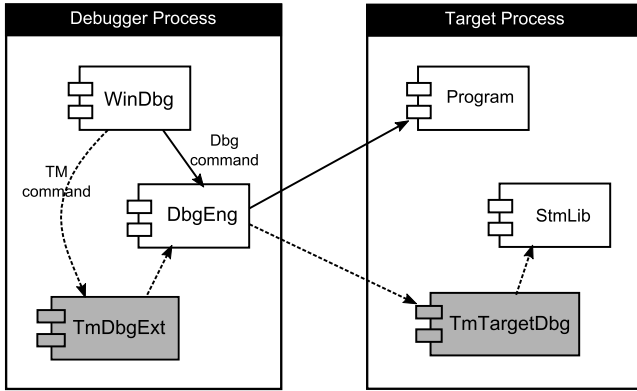 Debugger Process
Target Process
WinDbg
Program
Dbg
command
TM
command
DbgEng
StmLib
TmDbgExt
TmTargetDbg